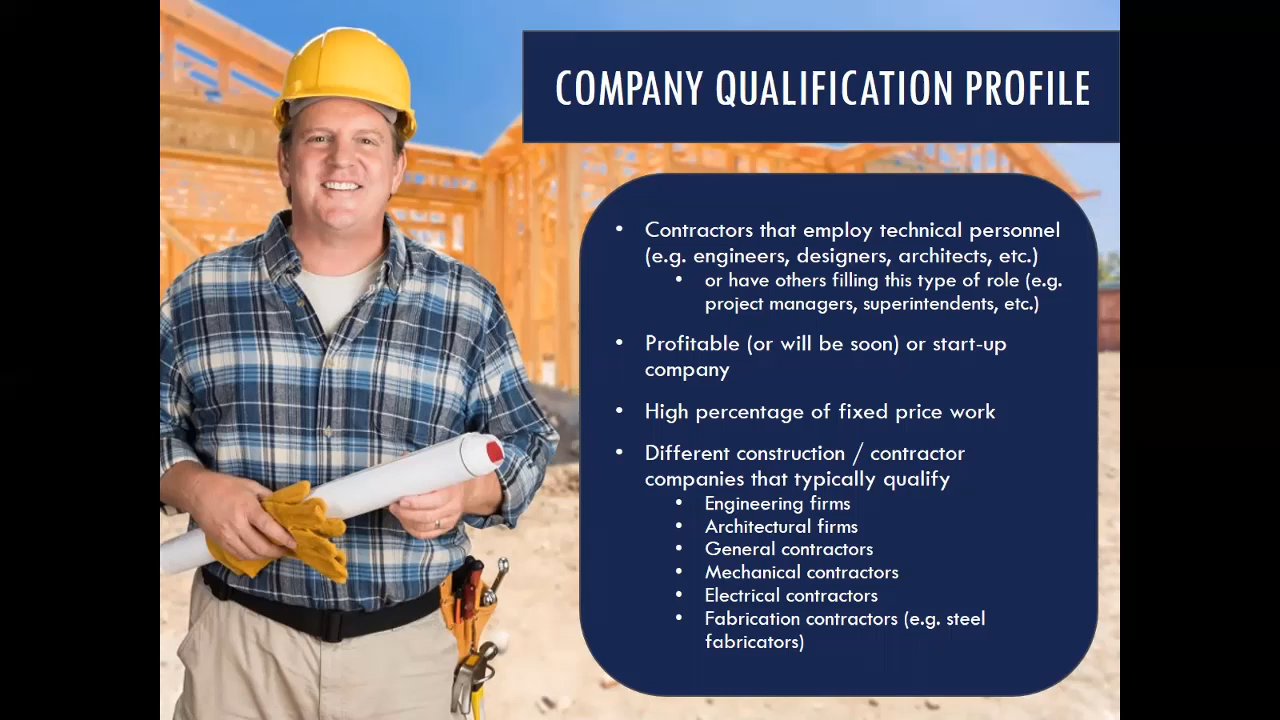 COMPANY QUALIFICATION PROFILE
• Contractors that employ technical personnel
(e.g. engineers, designers, architects, etc.)
• or have others filling this type of role (e.g.
project managers, superintendents, etc.)
• Profitable (or will be soon) or start-up
company
• High percentage of fixed price work
• Different construction / contractor
companies that typically qualify
• Engineering firms
• Architectural firms
• General contractors
• Mechanical contractors
• Electrical contractors
• Fabrication contractors (e.g. steel
fabricators)